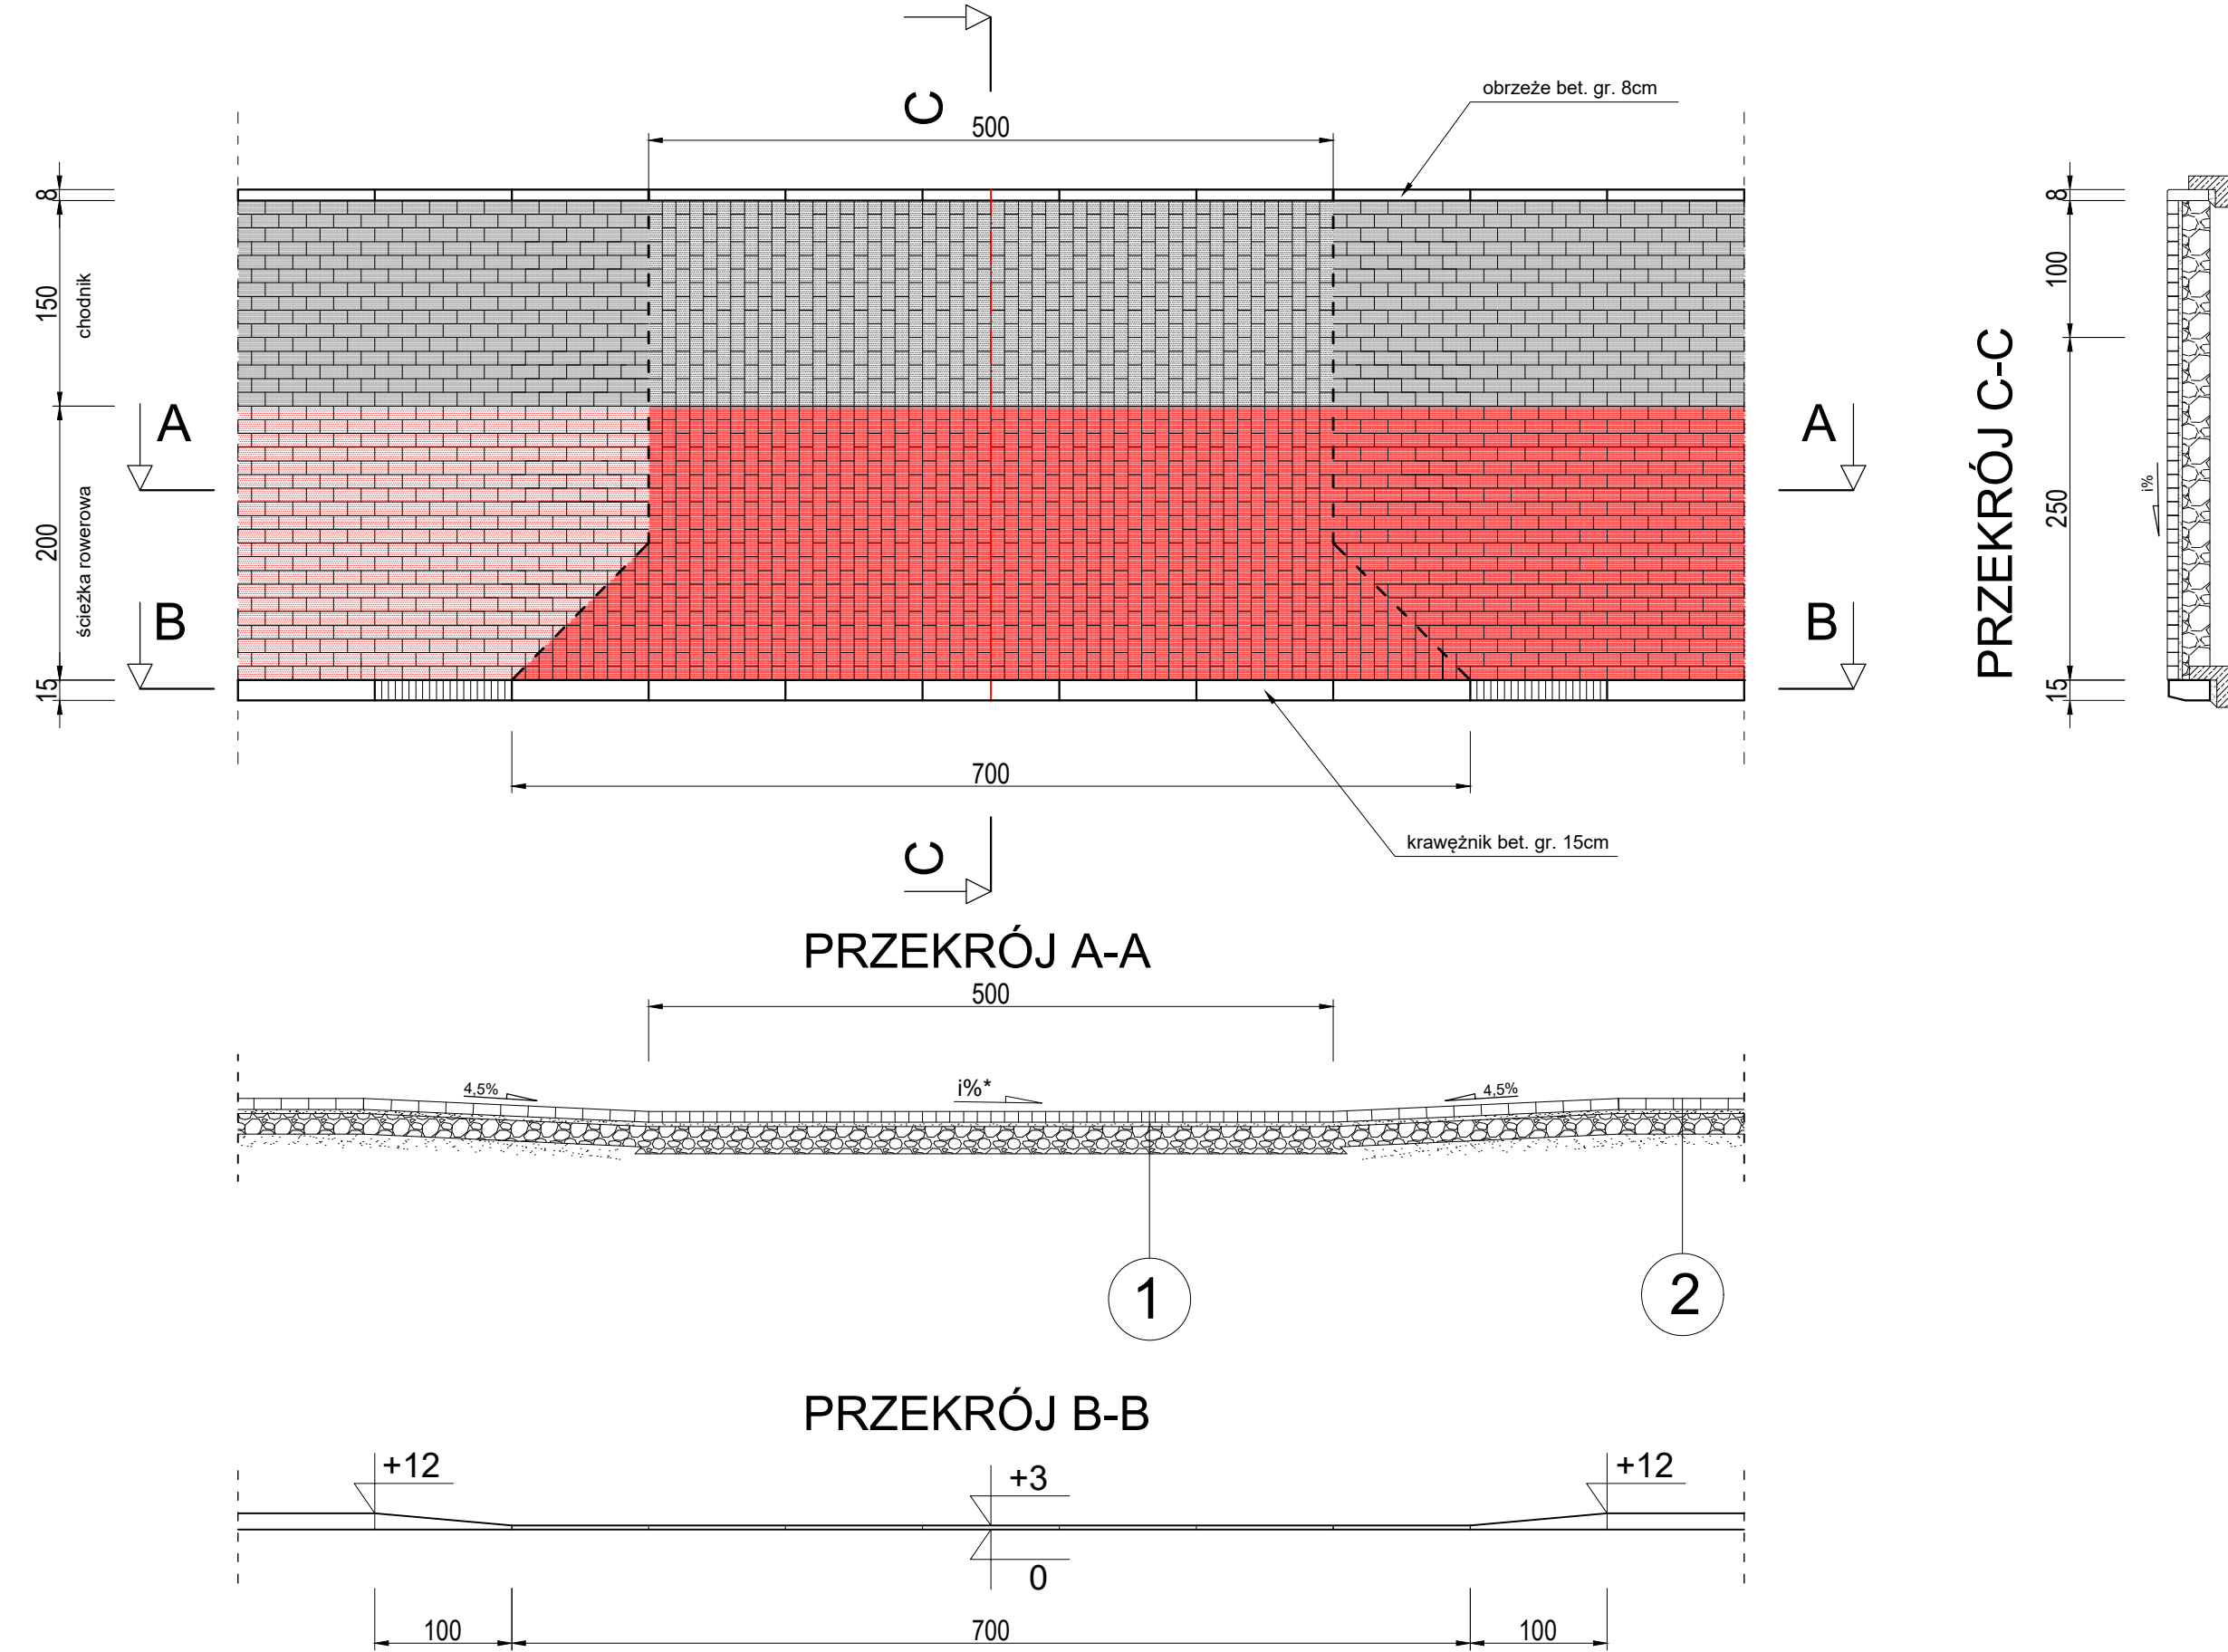 C
obrzeże bet. gr. 8cm
500
8
150
chodnik
200
ścieżka rowerowa
15
A
A
B
B
8
100
250
15
i%
PRZEKRÓJ C-C
700
krawężnik bet. gr. 15cm
C
PRZEKRÓJ A-A
500
4,5%
i%*
4,5%
1
2
PRZEKRÓJ B-B
+12
+3
+12
0
100
700
100